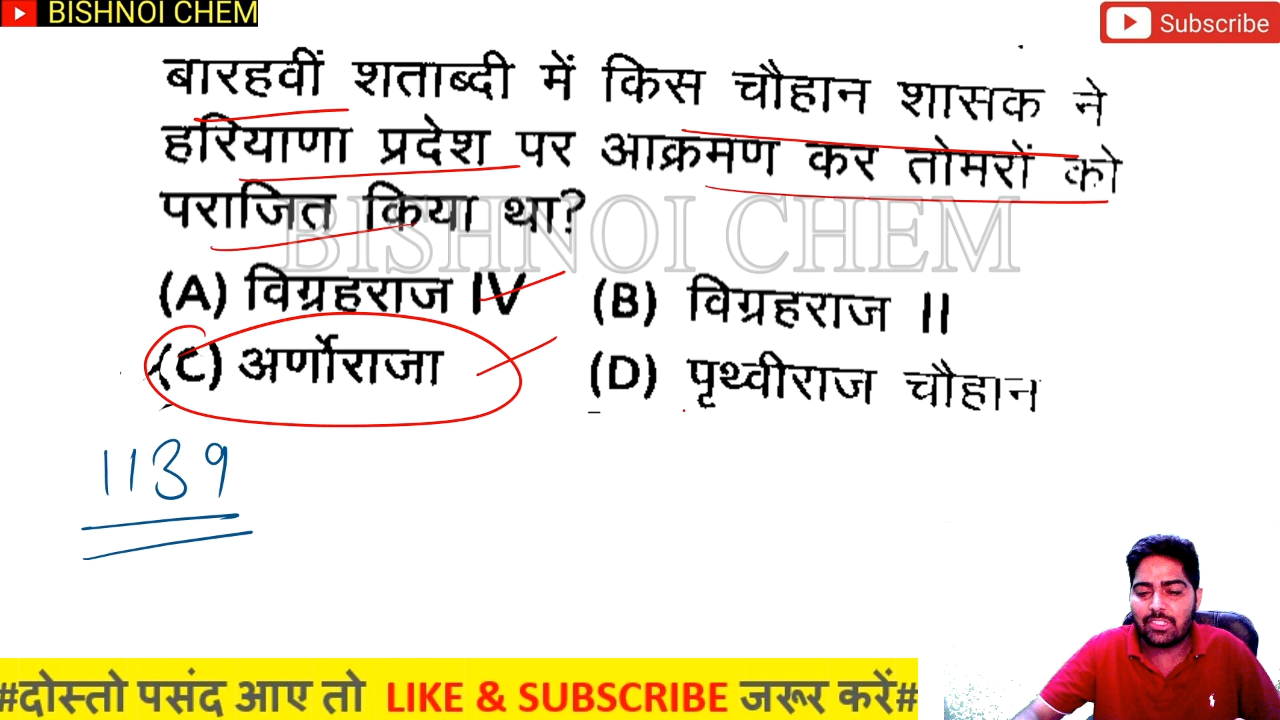 BISHNOI CHEM
Subscribe
बारहवीं शताब्दी में किस चौहान शासक ने
हरियाणा प्रदेश पर आक्रमण कर तोमरों को
पराजित किया था?
BISHNOI CHEM
(A) विग्रहराज IV (B) विग्रहराज II
(C) अर्णोराजा (D) पृथ्वीराज चौहान
1139
#दोस्तो पसंद आए तो LIKE & SUBSCRIBE जरूर करें#